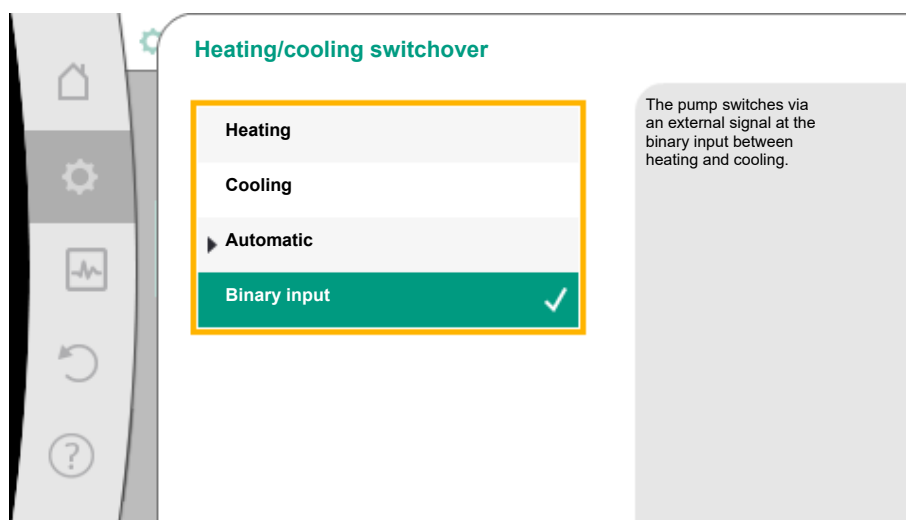 Heating/cooling switchover
Heating
Cooling
Automatic
Binary input
The pump switches via
an external signal at the
binary input between
heating and cooling.
?